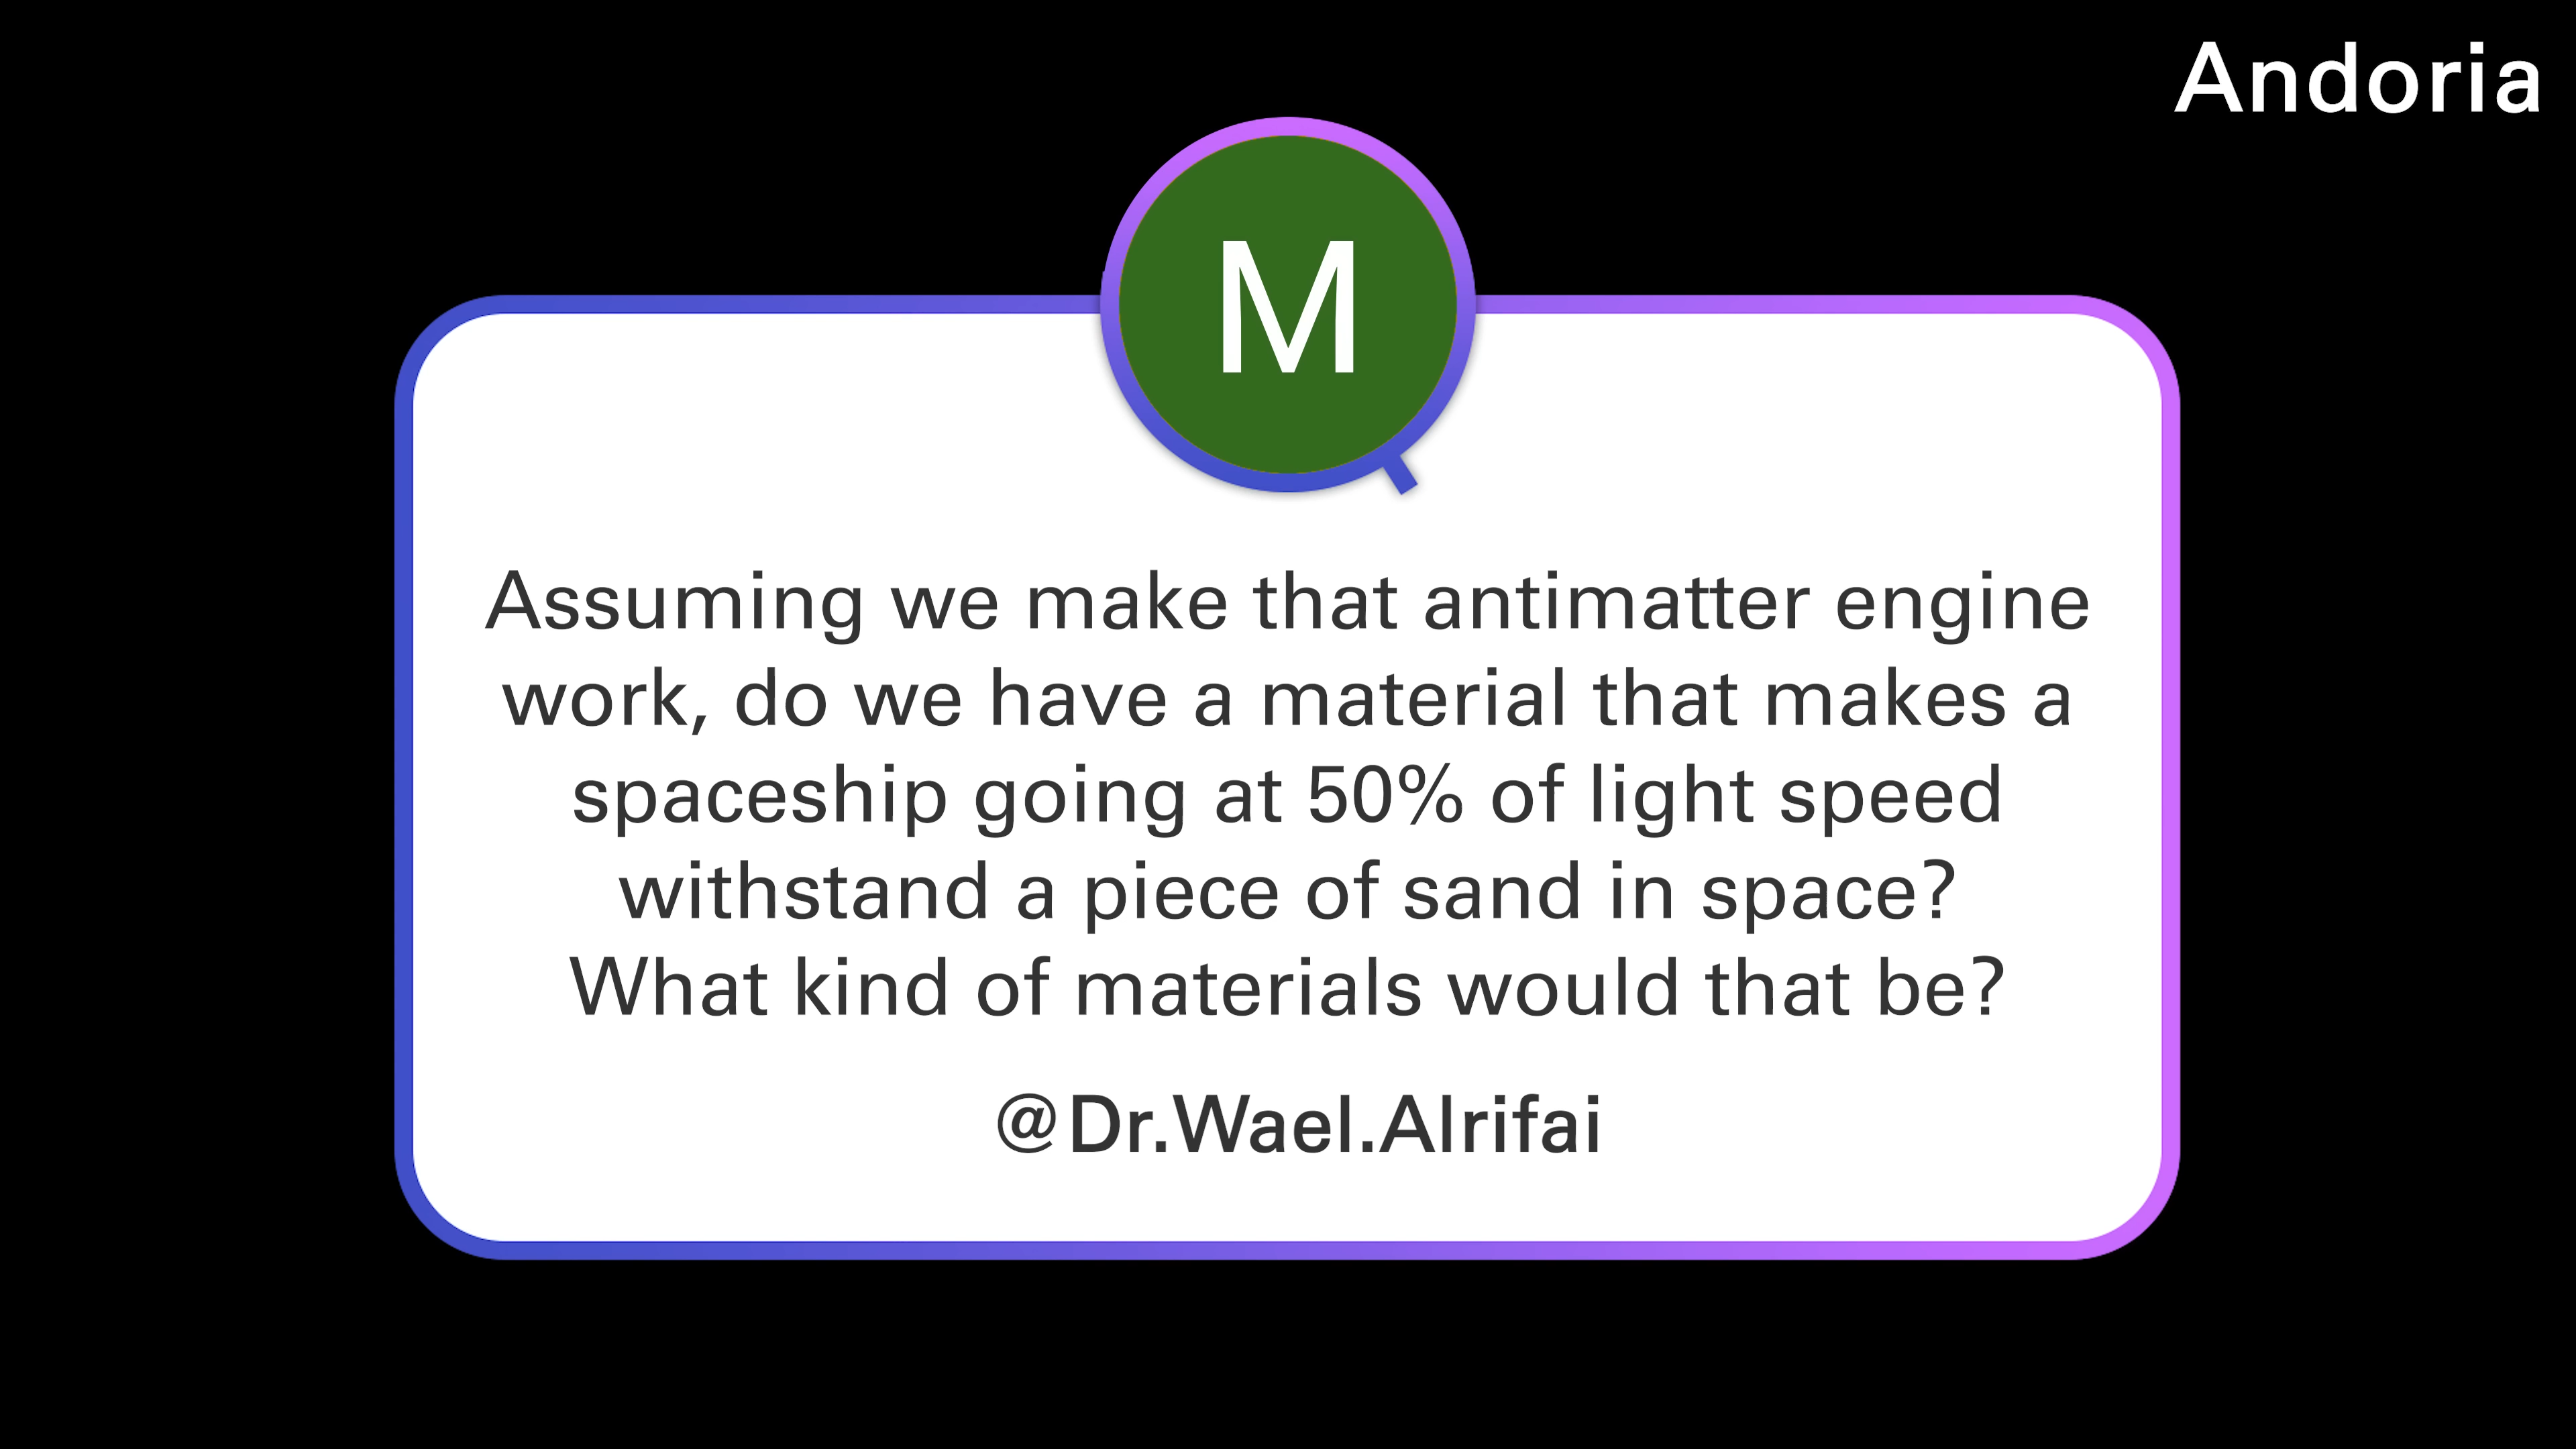 Andoria
M
Assuming we make that antimatter engine
work, do we have a material that makes a
spaceship going at 50% of light speed
withstand a piece of sand in space?
What kind of materials would that be?
@Dr.Wael.Alrifai